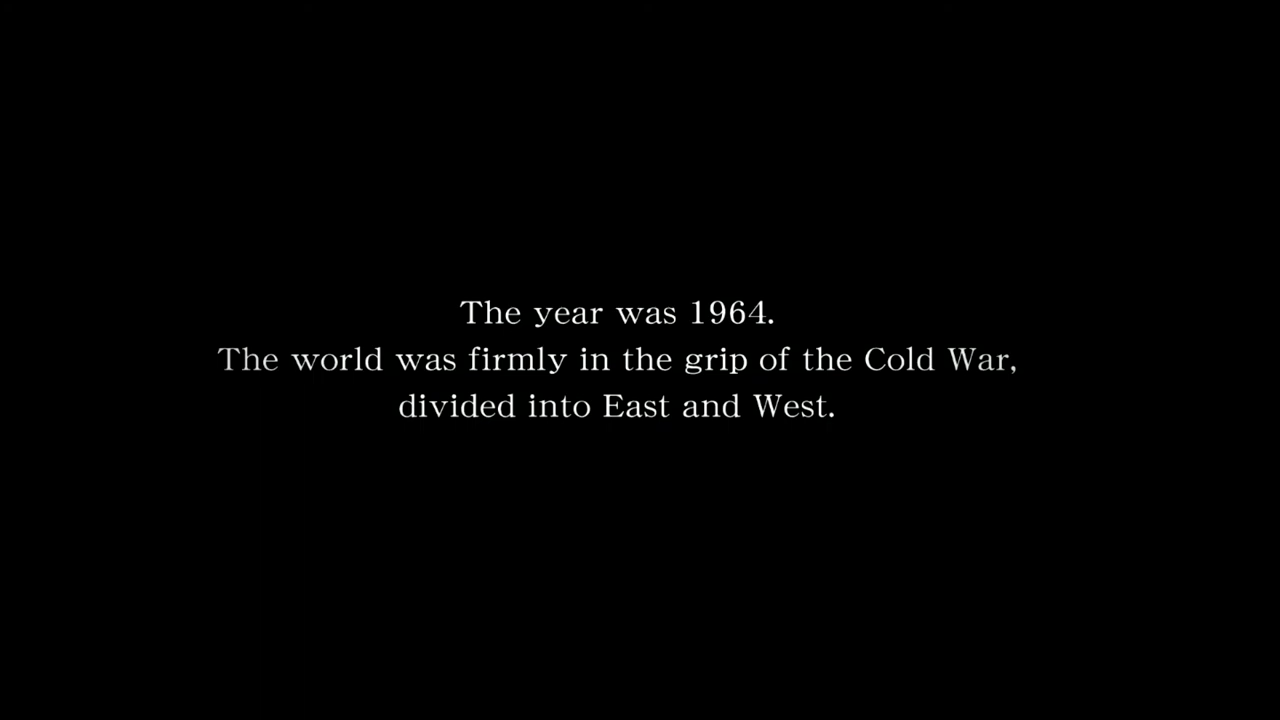 The year was 1964.
The world was firmly in the grip of the Cold War,
divided into East and West.